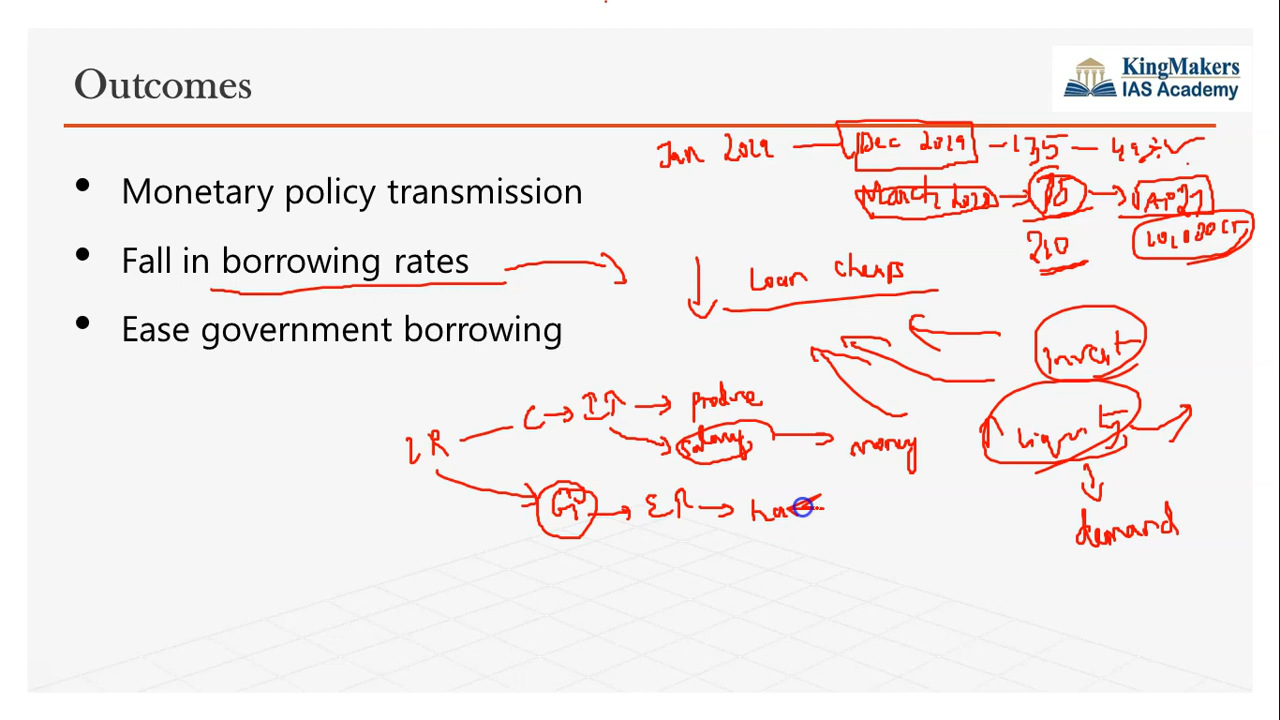 Outcomes
KingMakers
IAS Academy
Jan 2019 — Dec 2019 — 135 —
• Monetary policy transmission
March 2020
210
• Fall in borrowing rates
Loan cheap
• Ease government borrowing
Invest
C → ↑↑ → produce
salary → money
↑ liquidity
G →
demand